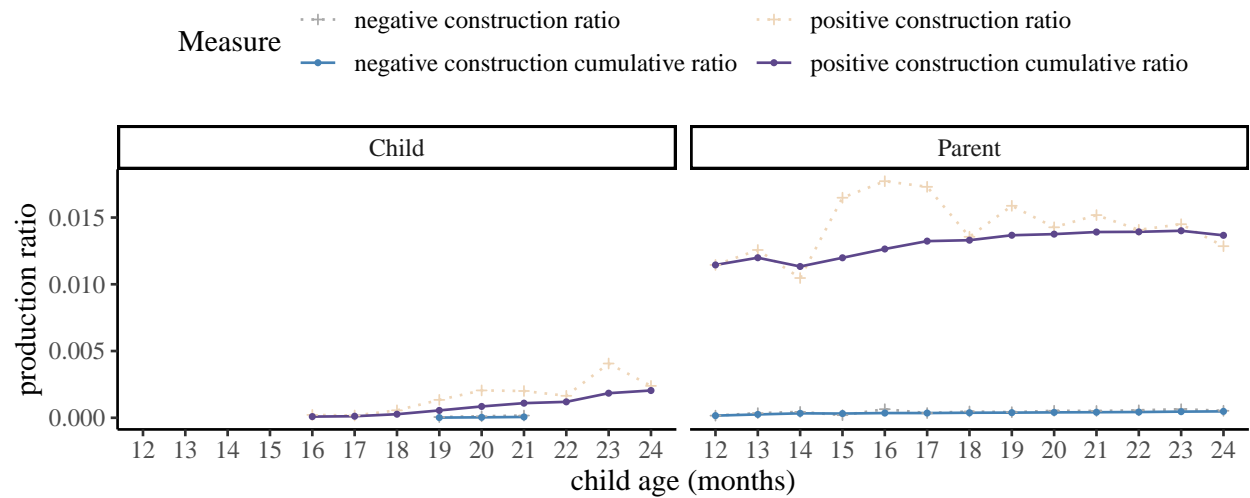 Measure
negative construction ratio
positive construction ratio
negative construction cumulative ratio
positive construction cumulative ratio
Child
Parent
production ratio
0.015
0.010
0.005
0.000
12 13 14 15 16 17 18 19 20 21 22 23 24
12 13 14 15 16 17 18 19 20 21 22 23 24
child age (months)